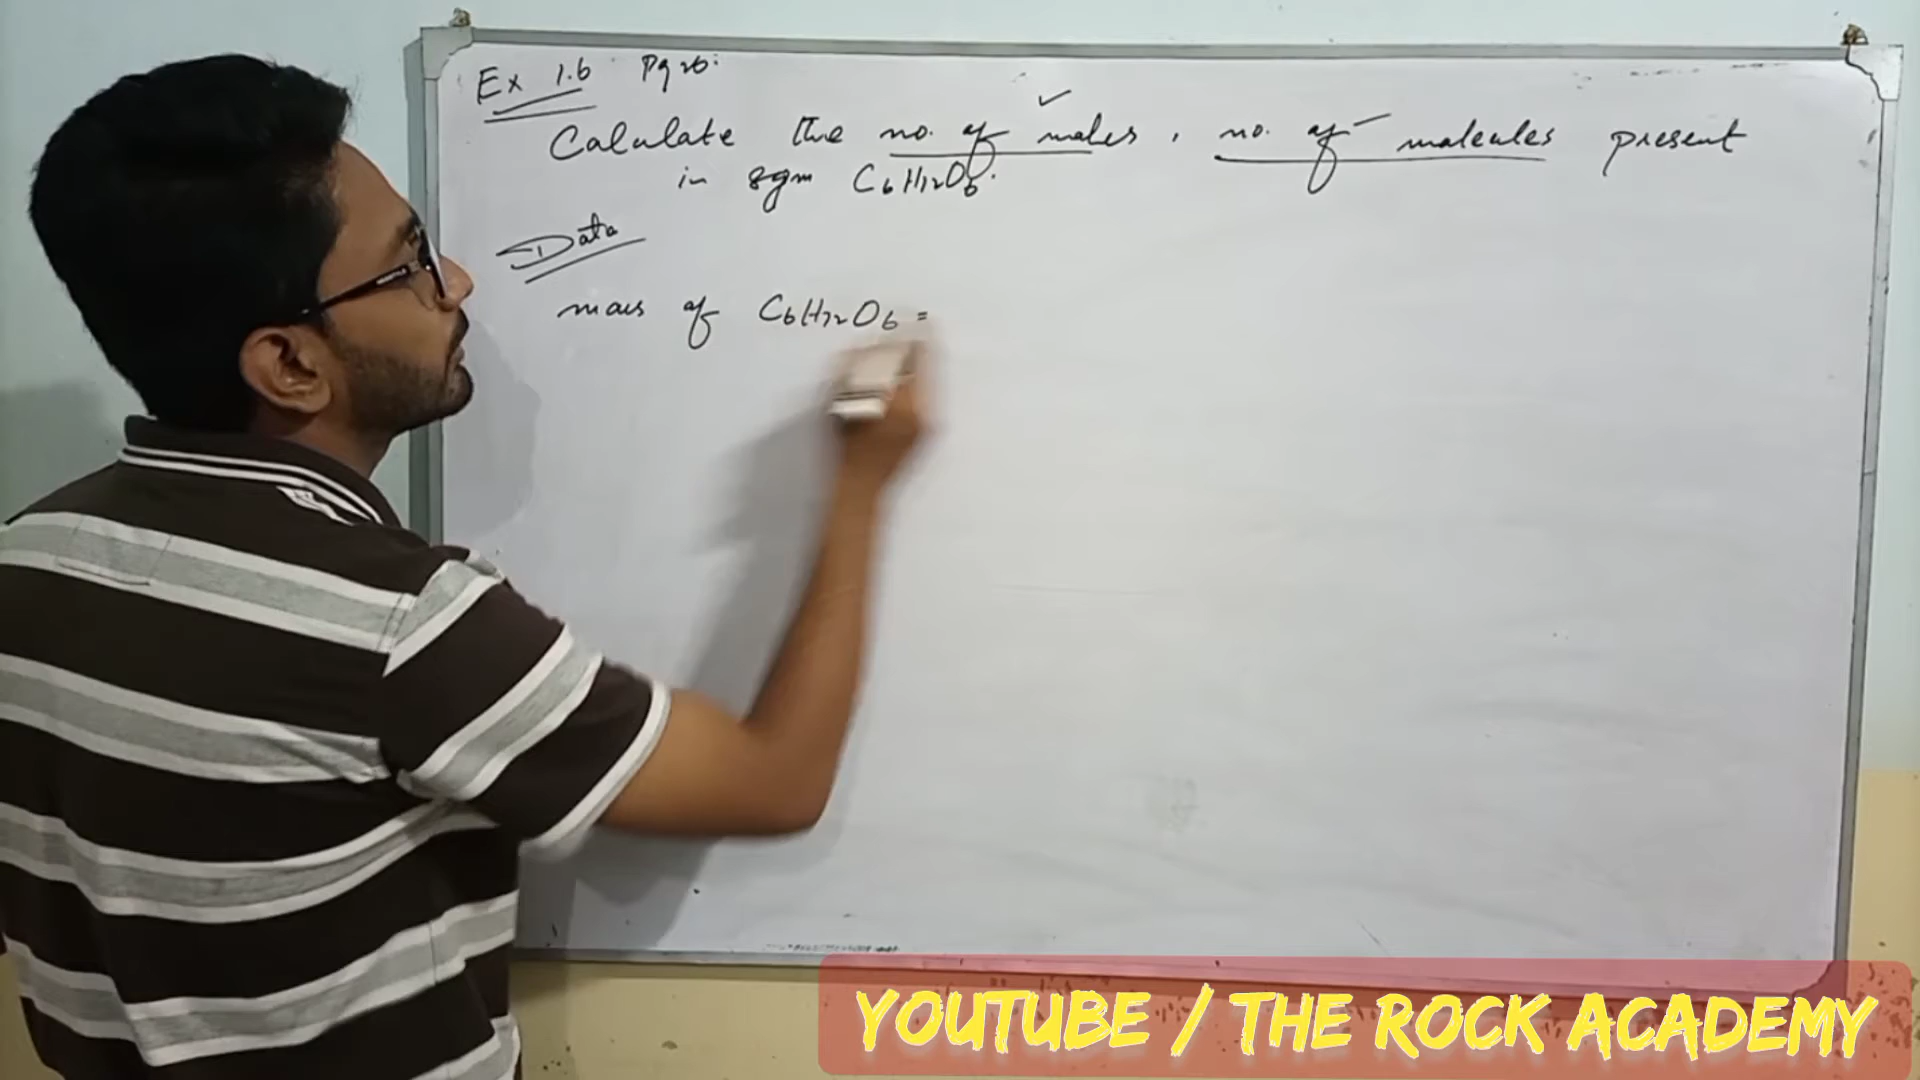 Ex 1.6 Pg 26:
Calulate the no. of moles, no. of molecules present
in 8gm C6H12O6.
Data
mass of C6H12O6 =
YOUTUBE / THE ROCK ACADEMY